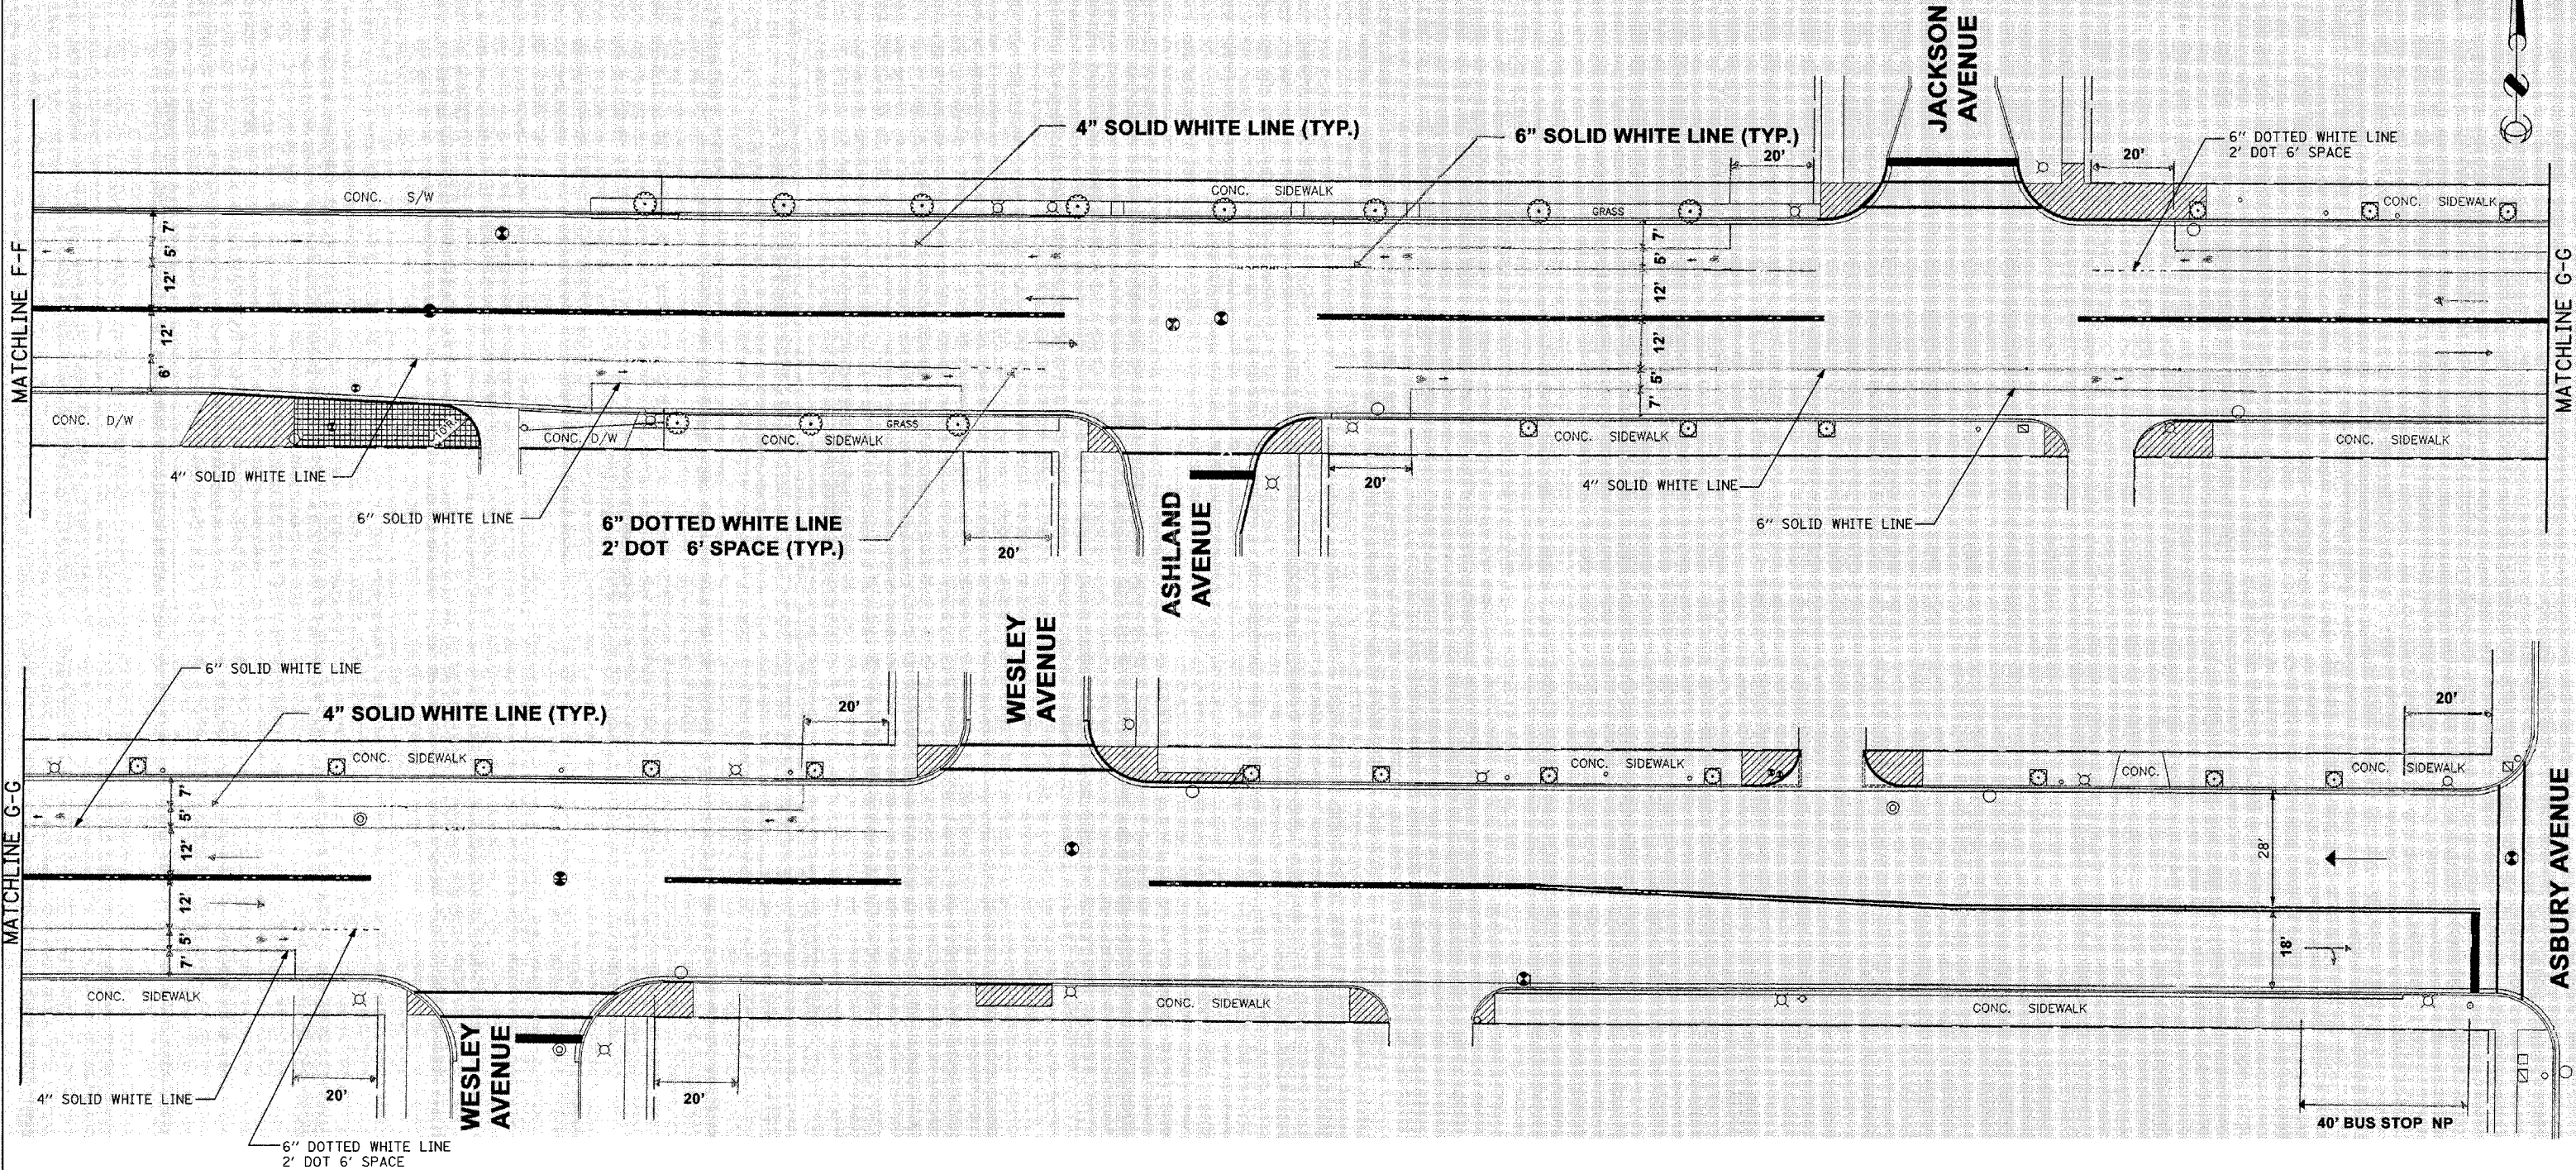 JACKSON
AVENUE
4" SOLID WHITE LINE (TYP.)
6" SOLID WHITE LINE (TYP.)
20'
20'
6" DOTTED WHITE LINE
2' DOT 6' SPACE
CONC. S/W
CONC. SIDEWALK
GRASS
CONC. SIDEWALK
MATCHLINE F-F
7'
5'
12'
12'
6'
7'
5'
12'
12'
5'
7'
MATCHLINE G-G
CONC. D/W
CONC. D/W
CONC. SIDEWALK
GRASS
CONC. SIDEWALK
CONC. SIDEWALK
4" SOLID WHITE LINE
6" SOLID WHITE LINE
6" DOTTED WHITE LINE
2' DOT 6' SPACE (TYP.)
20'
ASHLAND
AVENUE
20'
4" SOLID WHITE LINE
6" SOLID WHITE LINE
6" SOLID WHITE LINE
4" SOLID WHITE LINE (TYP.)
20'
WESLEY
AVENUE
20'
CONC. SIDEWALK
CONC. SIDEWALK
CONC.
CONC. SIDEWALK
MATCHLINE G-G
7'
5'
12'
12'
5'
7'
28'
18'
ASBURY AVENUE
CONC. SIDEWALK
CONC. SIDEWALK
CONC. SIDEWALK
4" SOLID WHITE LINE
20'
WESLEY
AVENUE
20'
40' BUS STOP NP
6" DOTTED WHITE LINE
2' DOT 6' SPACE